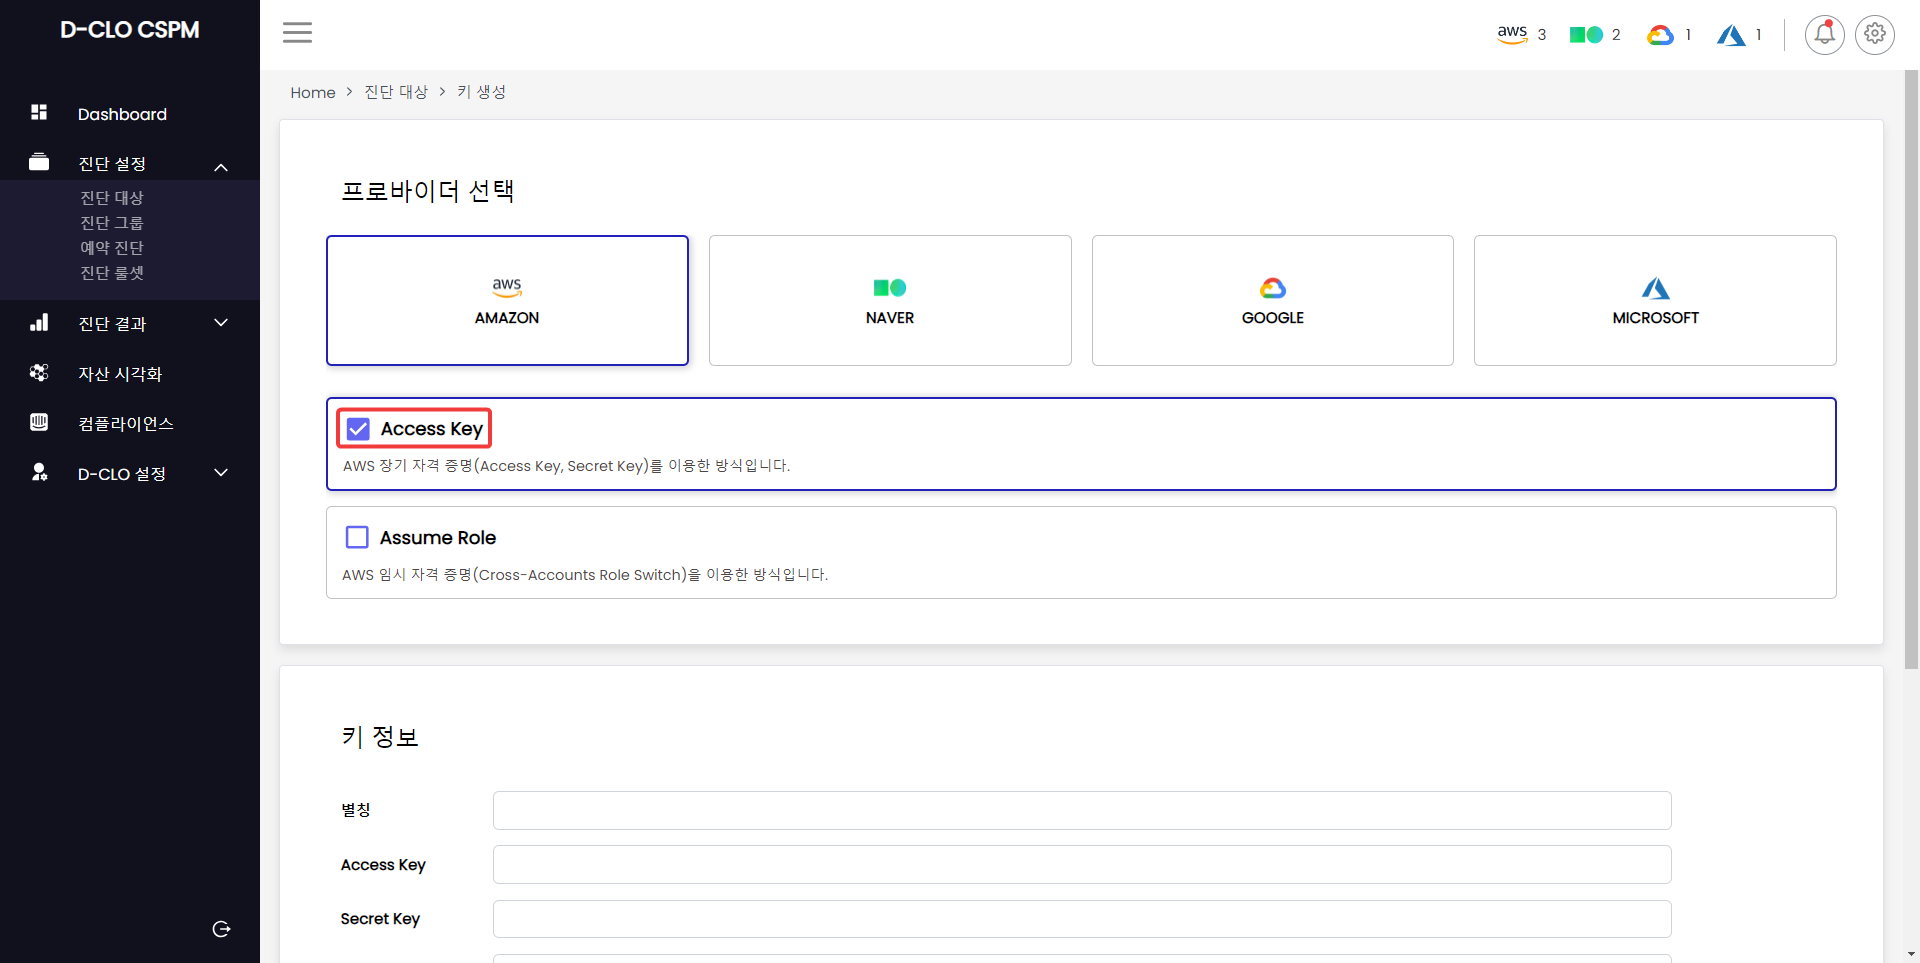 D-CLO CSPM
aws 3 2 1 1
Dashboard
진단 설정
진단 대상
진단 그룹
예약 진단
진단 룰셋
진단 결과
자산 시각화
컴플라이언스
D-CLO 설정
Home > 진단 대상 > 키 생성
프로바이더 선택
aws
AMAZON
NAVER
GOOGLE
MICROSOFT
Access Key
AWS 장기 자격 증명(Access Key, Secret Key)를 이용한 방식입니다.
Assume Role
AWS 임시 자격 증명(Cross-Accounts Role Switch)을 이용한 방식입니다.
키 정보
별칭
Access Key
Secret Key